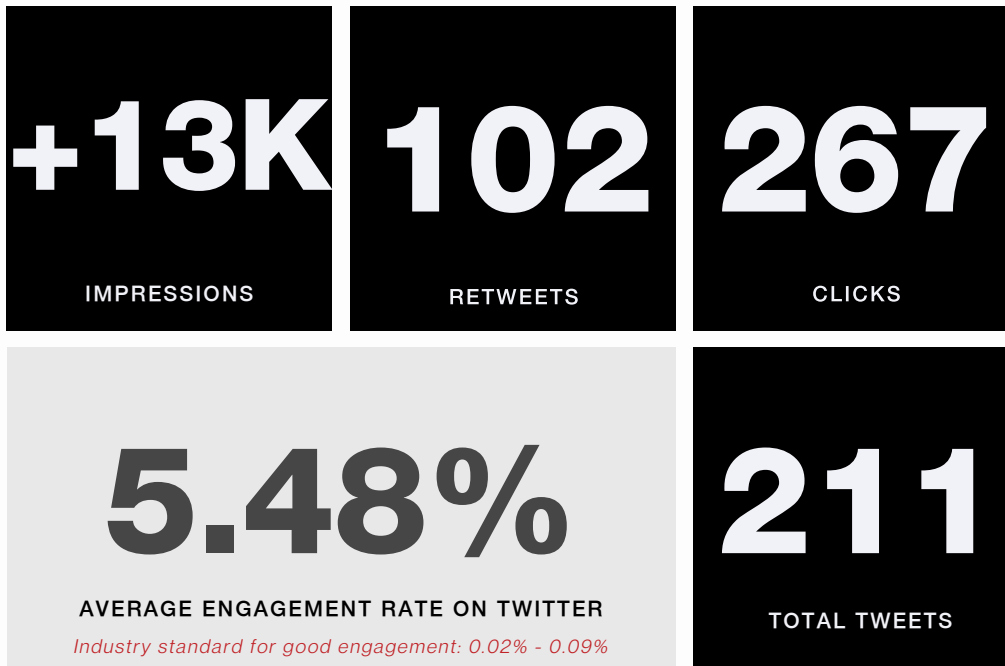 +13K
IMPRESSIONS
102
RETWEETS
267
CLICKS
5.48%
AVERAGE ENGAGEMENT RATE ON TWITTER
Industry standard for good engagement: 0.02% - 0.09%
211
TOTAL TWEETS